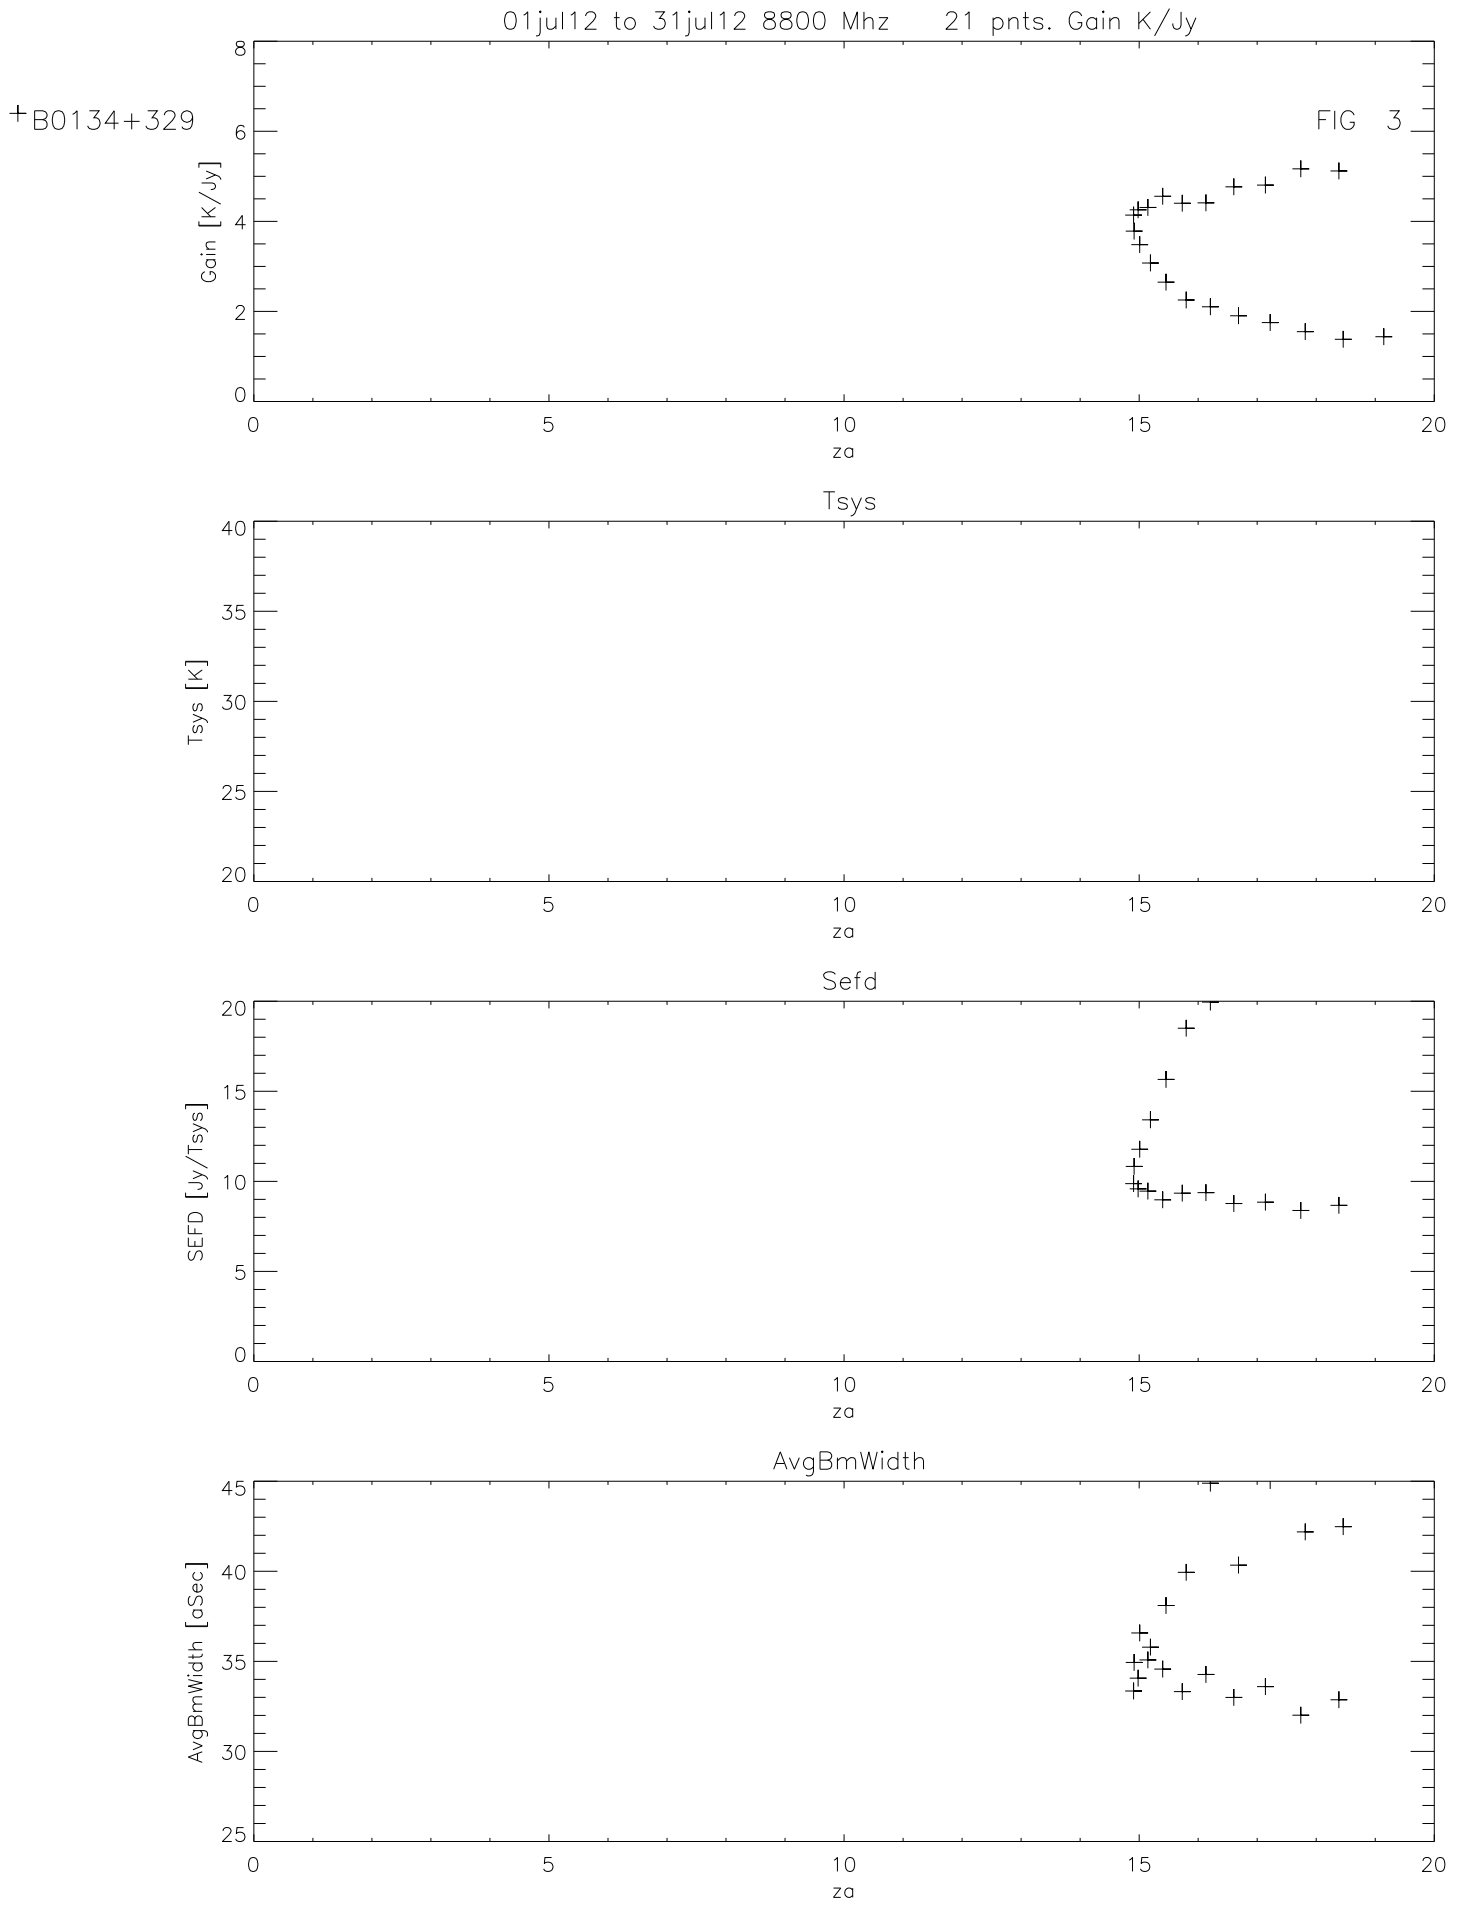 01jul12 to 31jul12 8800 Mhz 21 pnts. Gain K/Jy
+B0134+329
FIG 3
Gain [K/Jy]
8
6
4
2
0
0 5 10 15 20
za
Tsys
Tsys [K]
40
35
30
25
20
0 5 10 15 20
za
Sefd
SEFD [Jy/Tsys]
20
15
10
5
0
0 5 10 15 20
za
AvgBmWidth
AvgBmWidth [aSec]
45
40
35
30
25
0 5 10 15 20
za